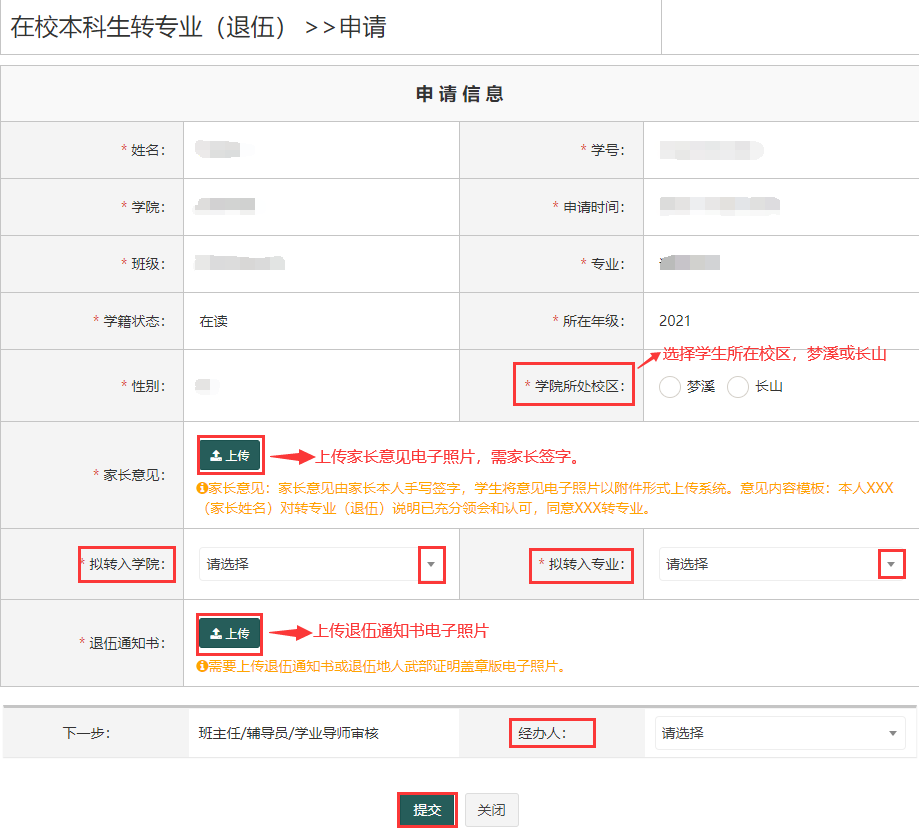 在校本科生转专业（退伍） >>申请
申 请 信 息
* 姓名：
* 学号：
* 学院：
* 申请时间：
* 班级：
* 专业：
* 学籍状态： 在读
* 所在年级： 2021
选择学生所在校区，梦溪或长山
* 性别：
* 学院所处校区： 梦溪 长山
* 家长意见：
上传 上传家长意见电子照片，需家长签字。
家长意见：家长意见由家长本人手写签字，学生将意见电子照片以附件形式上传系统。意见内容模板：本人XXX
（家长姓名）对转专业（退伍）说明已充分领会和认可，同意XXX转专业。
* 拟转入学院： 请选择
* 拟转入专业： 请选择
* 退伍通知书：
上传 上传退伍通知书电子照片
需要上传退伍通知书或退伍地人武部证明盖章版电子照片。
下一步： 班主任/辅导员/学业导师审核
经办人： 请选择
提交 关闭